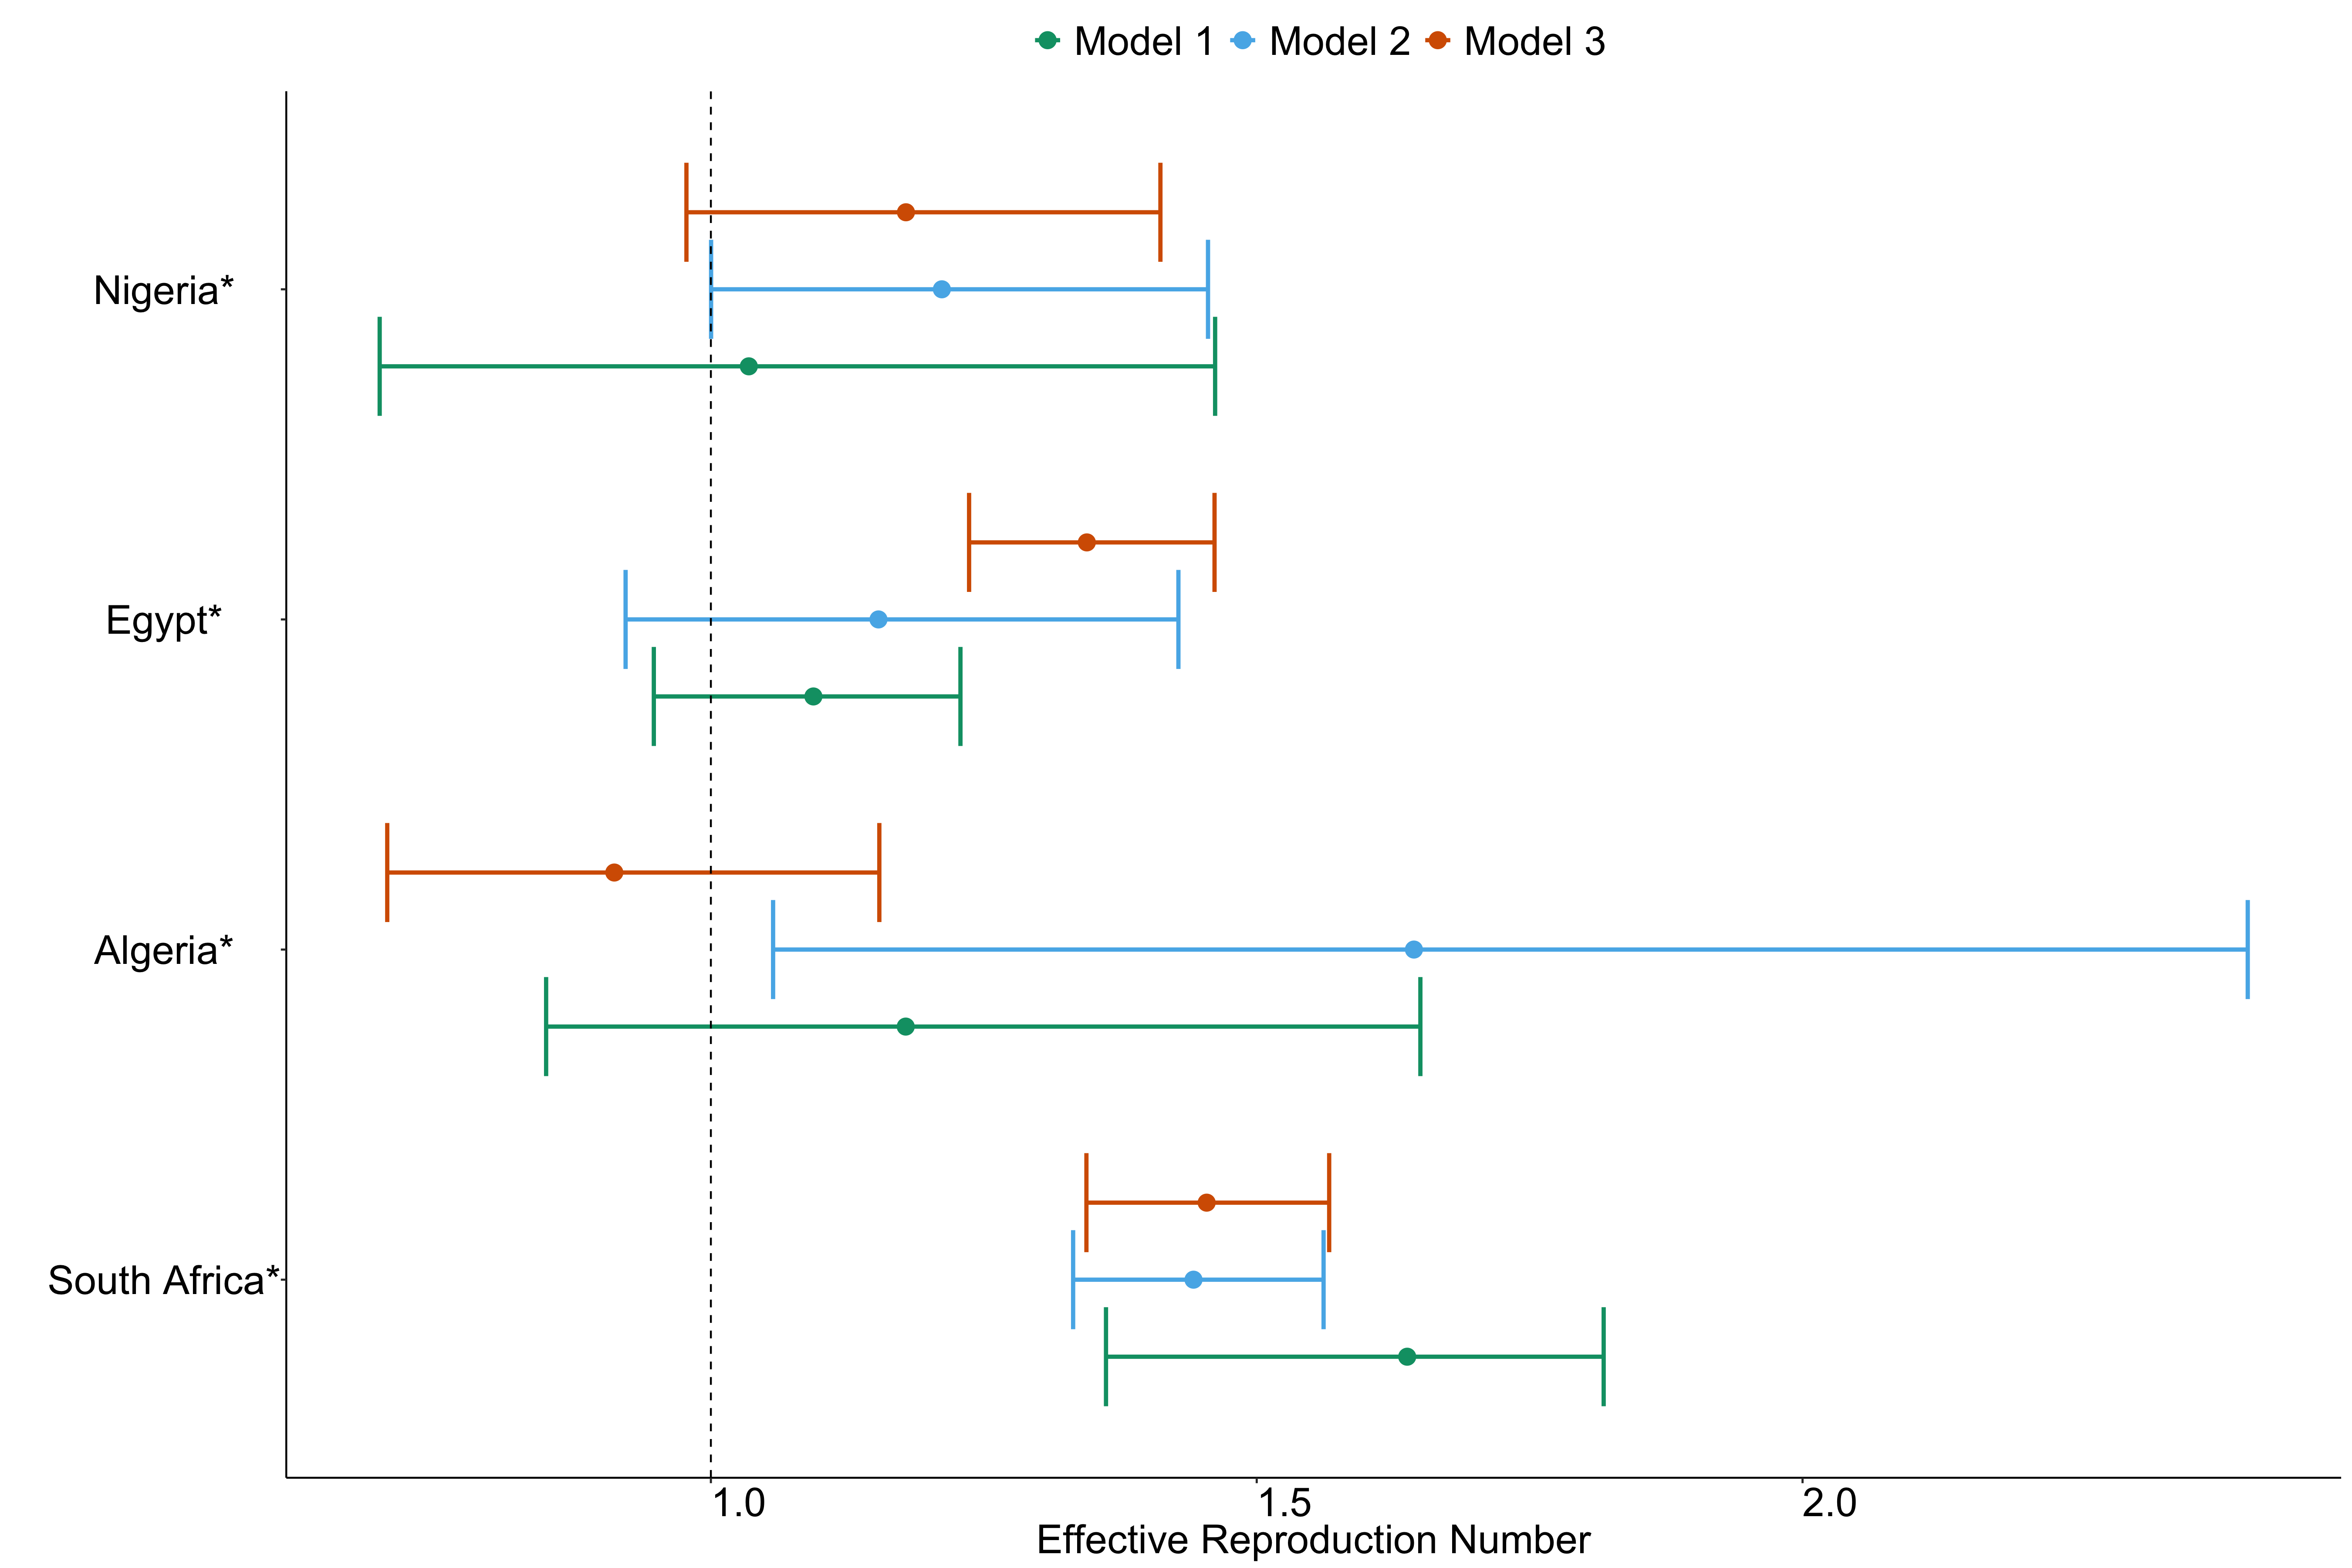 Model 1 Model 2 Model 3
Nigeria*
Egypt*
Algeria*
South Africa*
1.0 1.5 2.0
Effective Reproduction Number